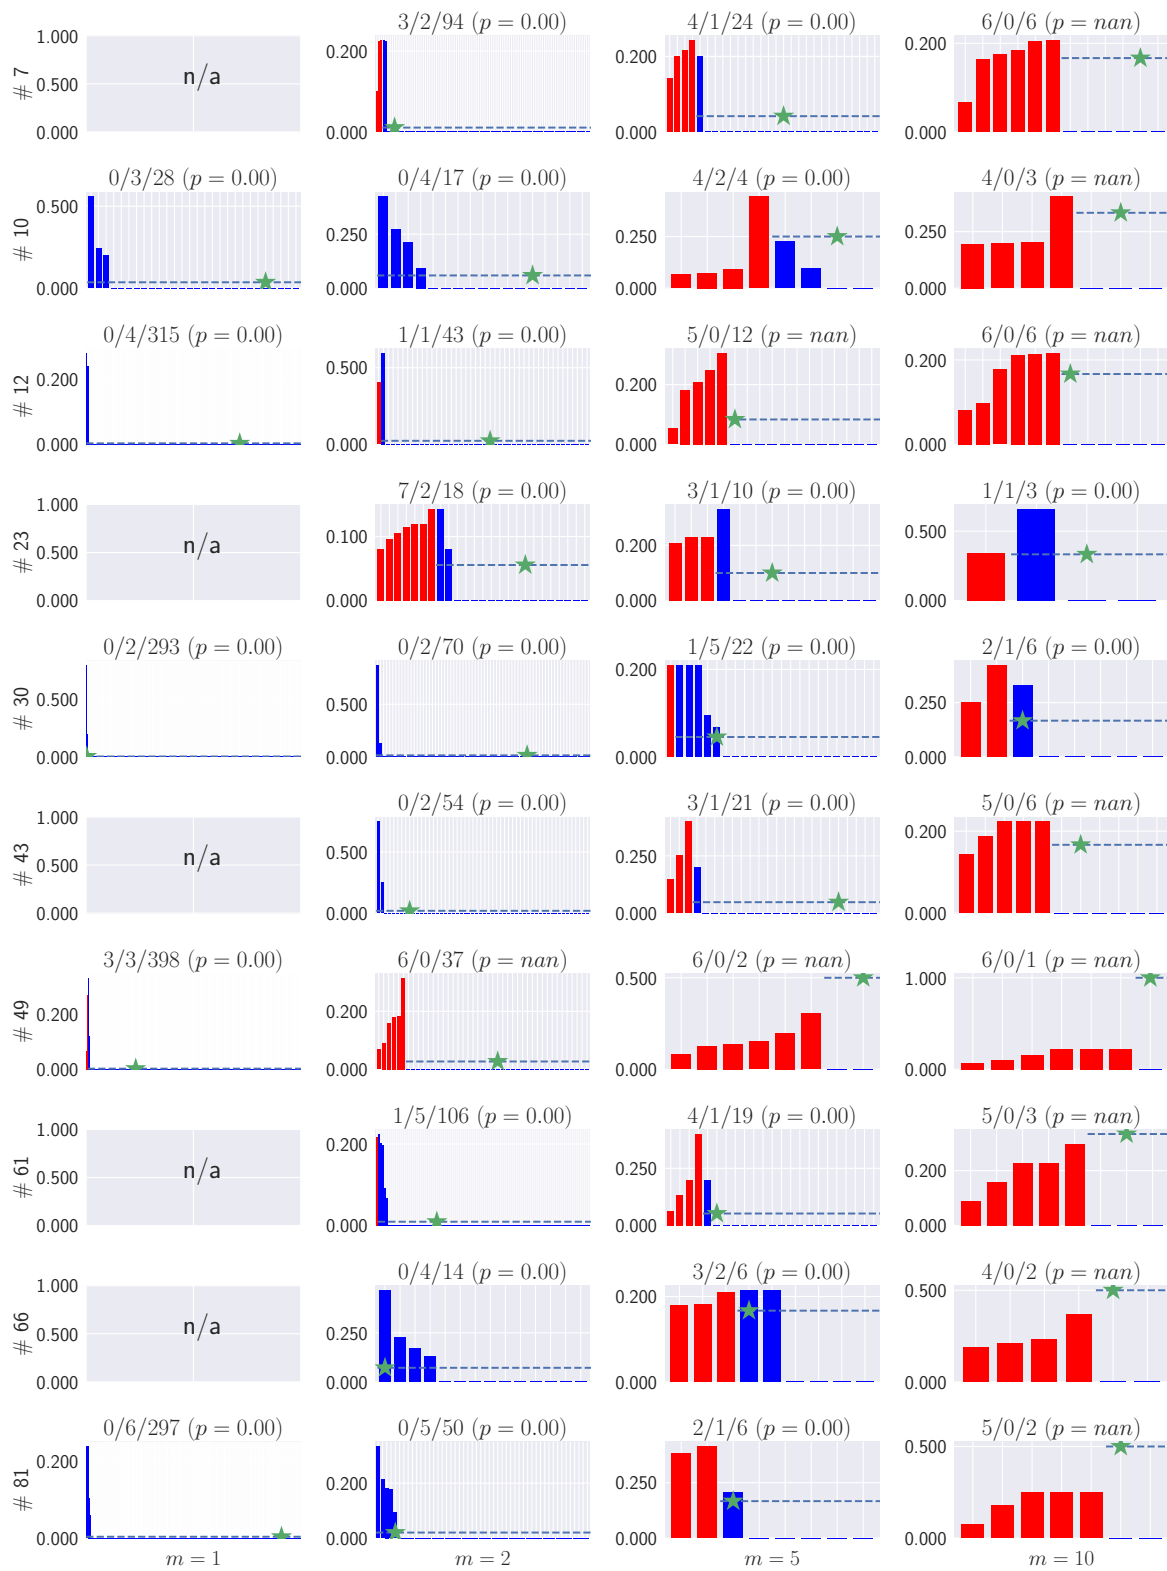 3/2/94 (p = 0.00)
4/1/24 (p = 0.00)
6/0/6 (p = nan)
# 7
1.000
0.500
0.000
n/a
0.200
0.000
0.200
0.000
0.200
0.000
0/3/28 (p = 0.00)
0/4/17 (p = 0.00)
4/2/4 (p = 0.00)
4/0/3 (p = nan)
# 10
0.500
0.000
0.250
0.000
0.250
0.000
0.250
0.000
0/4/315 (p = 0.00)
1/1/43 (p = 0.00)
5/0/12 (p = nan)
6/0/6 (p = nan)
# 12
0.200
0.000
0.500
0.000
0.200
0.000
0.200
0.000
7/2/18 (p = 0.00)
3/1/10 (p = 0.00)
1/1/3 (p = 0.00)
# 23
1.000
0.500
0.000
n/a
0.100
0.000
0.200
0.000
0.500
0.000
0/2/293 (p = 0.00)
0/2/70 (p = 0.00)
1/5/22 (p = 0.00)
2/1/6 (p = 0.00)
# 30
0.500
0.000
0.500
0.000
0.200
0.000
0.250
0.000
0/2/54 (p = 0.00)
3/1/21 (p = 0.00)
5/0/6 (p = nan)
# 43
1.000
0.500
0.000
n/a
0.500
0.000
0.250
0.000
0.200
0.000
3/3/398 (p = 0.00)
6/0/37 (p = nan)
6/0/2 (p = nan)
6/0/1 (p = nan)
# 49
0.200
0.000
0.200
0.000
0.500
0.000
1.000
0.500
0.000
1/5/106 (p = 0.00)
4/1/19 (p = 0.00)
5/0/3 (p = nan)
# 61
1.000
0.500
0.000
n/a
0.200
0.000
0.250
0.000
0.200
0.000
0/4/14 (p = 0.00)
3/2/6 (p = 0.00)
4/0/2 (p = nan)
# 66
1.000
0.500
0.000
n/a
0.250
0.000
0.200
0.000
0.500
0.000
0/6/297 (p = 0.00)
0/5/50 (p = 0.00)
2/1/6 (p = 0.00)
5/0/2 (p = nan)
# 81
0.200
0.000
0.200
0.000
0.250
0.000
0.500
0.000
m = 1
m = 2
m = 5
m = 10